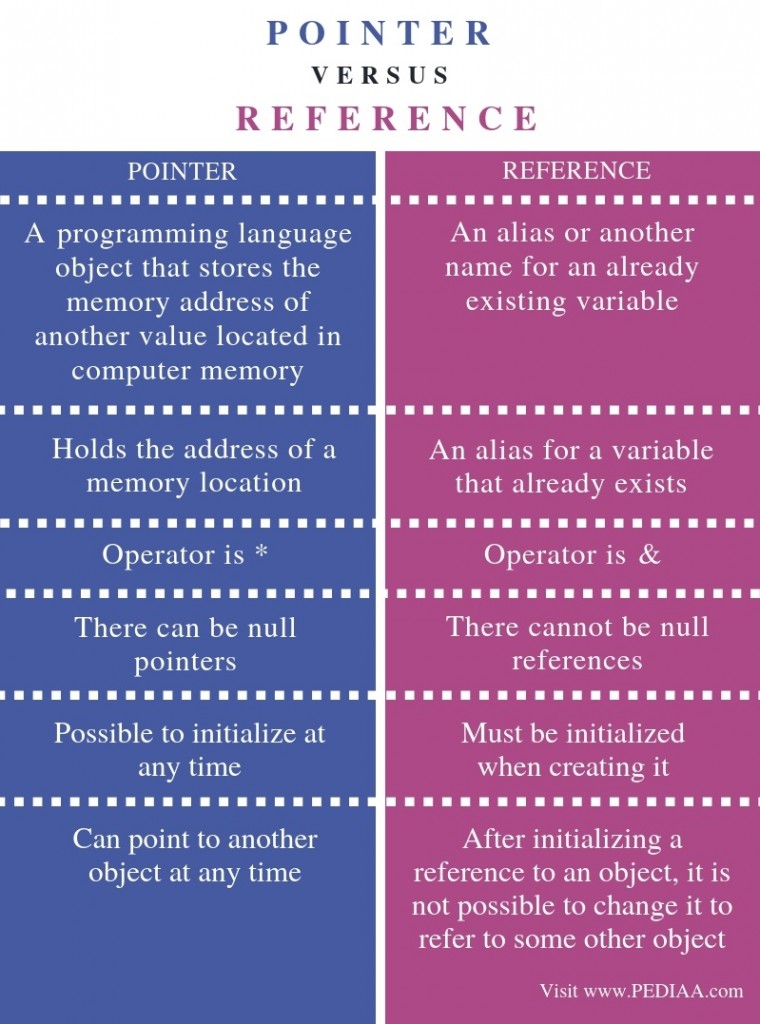 POINTER
VERSUS
REFERENCE
POINTER
REFERENCE
A programming language
object that stores the
memory address of
another value located in
computer memory
An alias or another
name for an already
existing variable
Holds the address of a
memory location
An alias for a variable
that already exists
Operator is *
Operator is &
There can be null
pointers
There cannot be null
references
Possible to initialize at
any time
Must be initialized
when creating it
Can point to another
object at any time
After initializing a
reference to an object, it is
not possible to change it to
refer to some other object
Visit www.PEDIAA.com